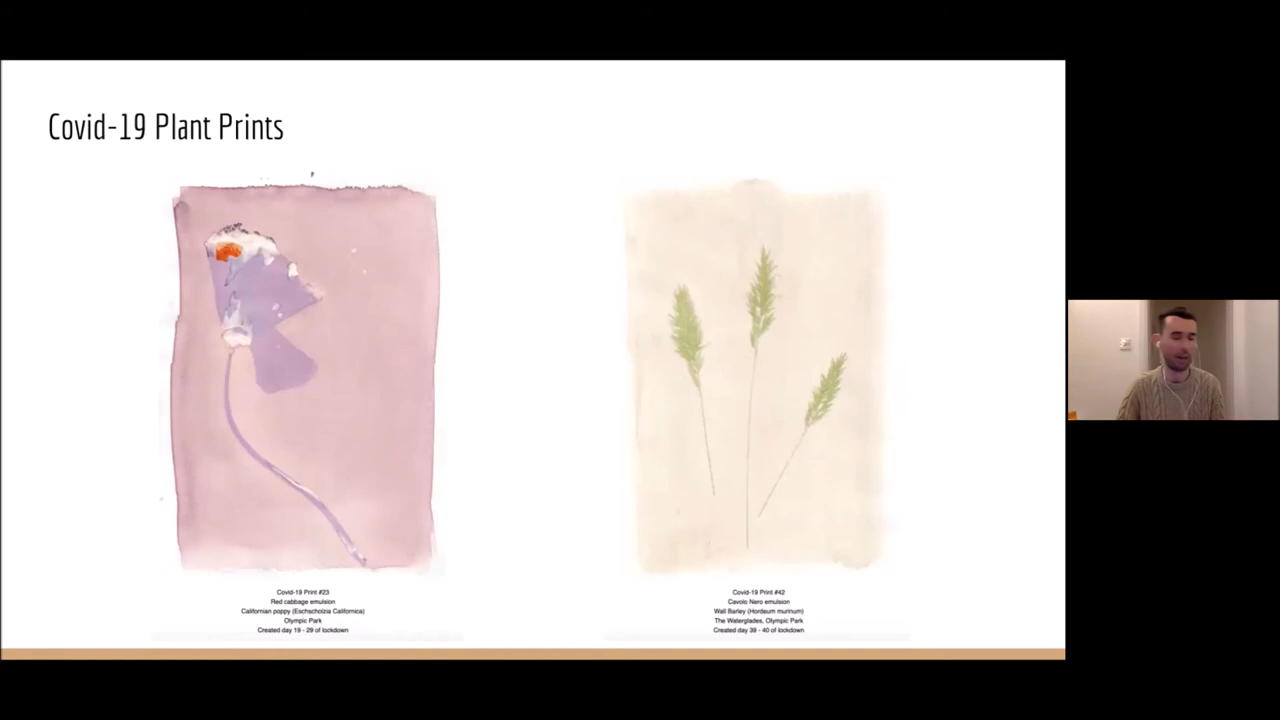 Covid-19 Plant Prints
Covid-19 Print #23
Red cabbage emulsion
Californian poppy (Eschscholzia Californica)
Olympic Park
Created day 19 - 29 of lockdown
Covid-19 Print #42
Cavolo Nero emulsion
Wall Barley (Hordeum murinum)
The Waterglades, Olympic Park
Created day 39 - 40 of lockdown